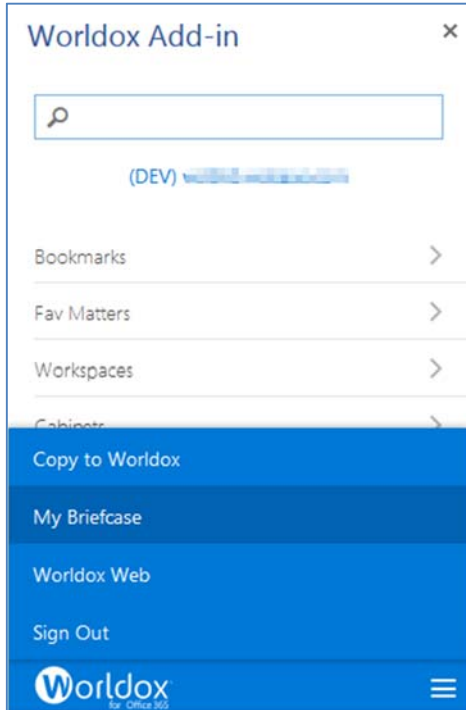 Worldox Add-in
(DEV)
Bookmarks
Fav Matters
Workspaces
Cabinets
Copy to Worldox
My Briefcase
Worldox Web
Sign Out
Worldox
for Office 365